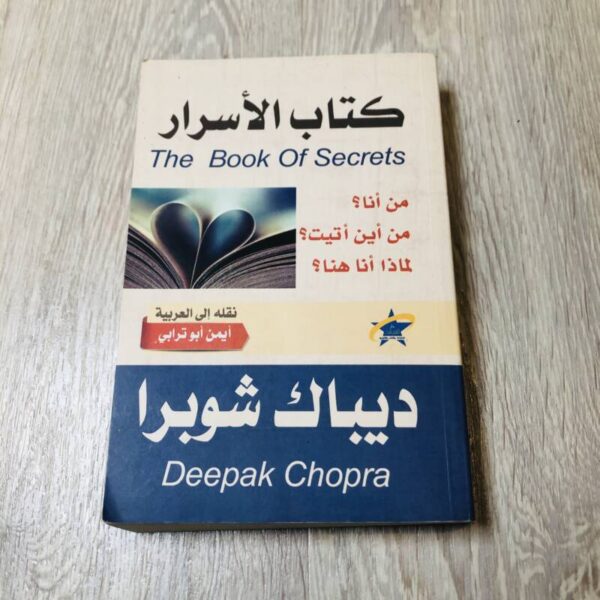 كتاب الأسرار
The Book Of Secrets
من أنا؟
من أين أتيت؟
لماذا أنا هنا؟
نقله إلى العربية
أيمن أبو ترابي
ديباك شوبرا
Deepak Chopra